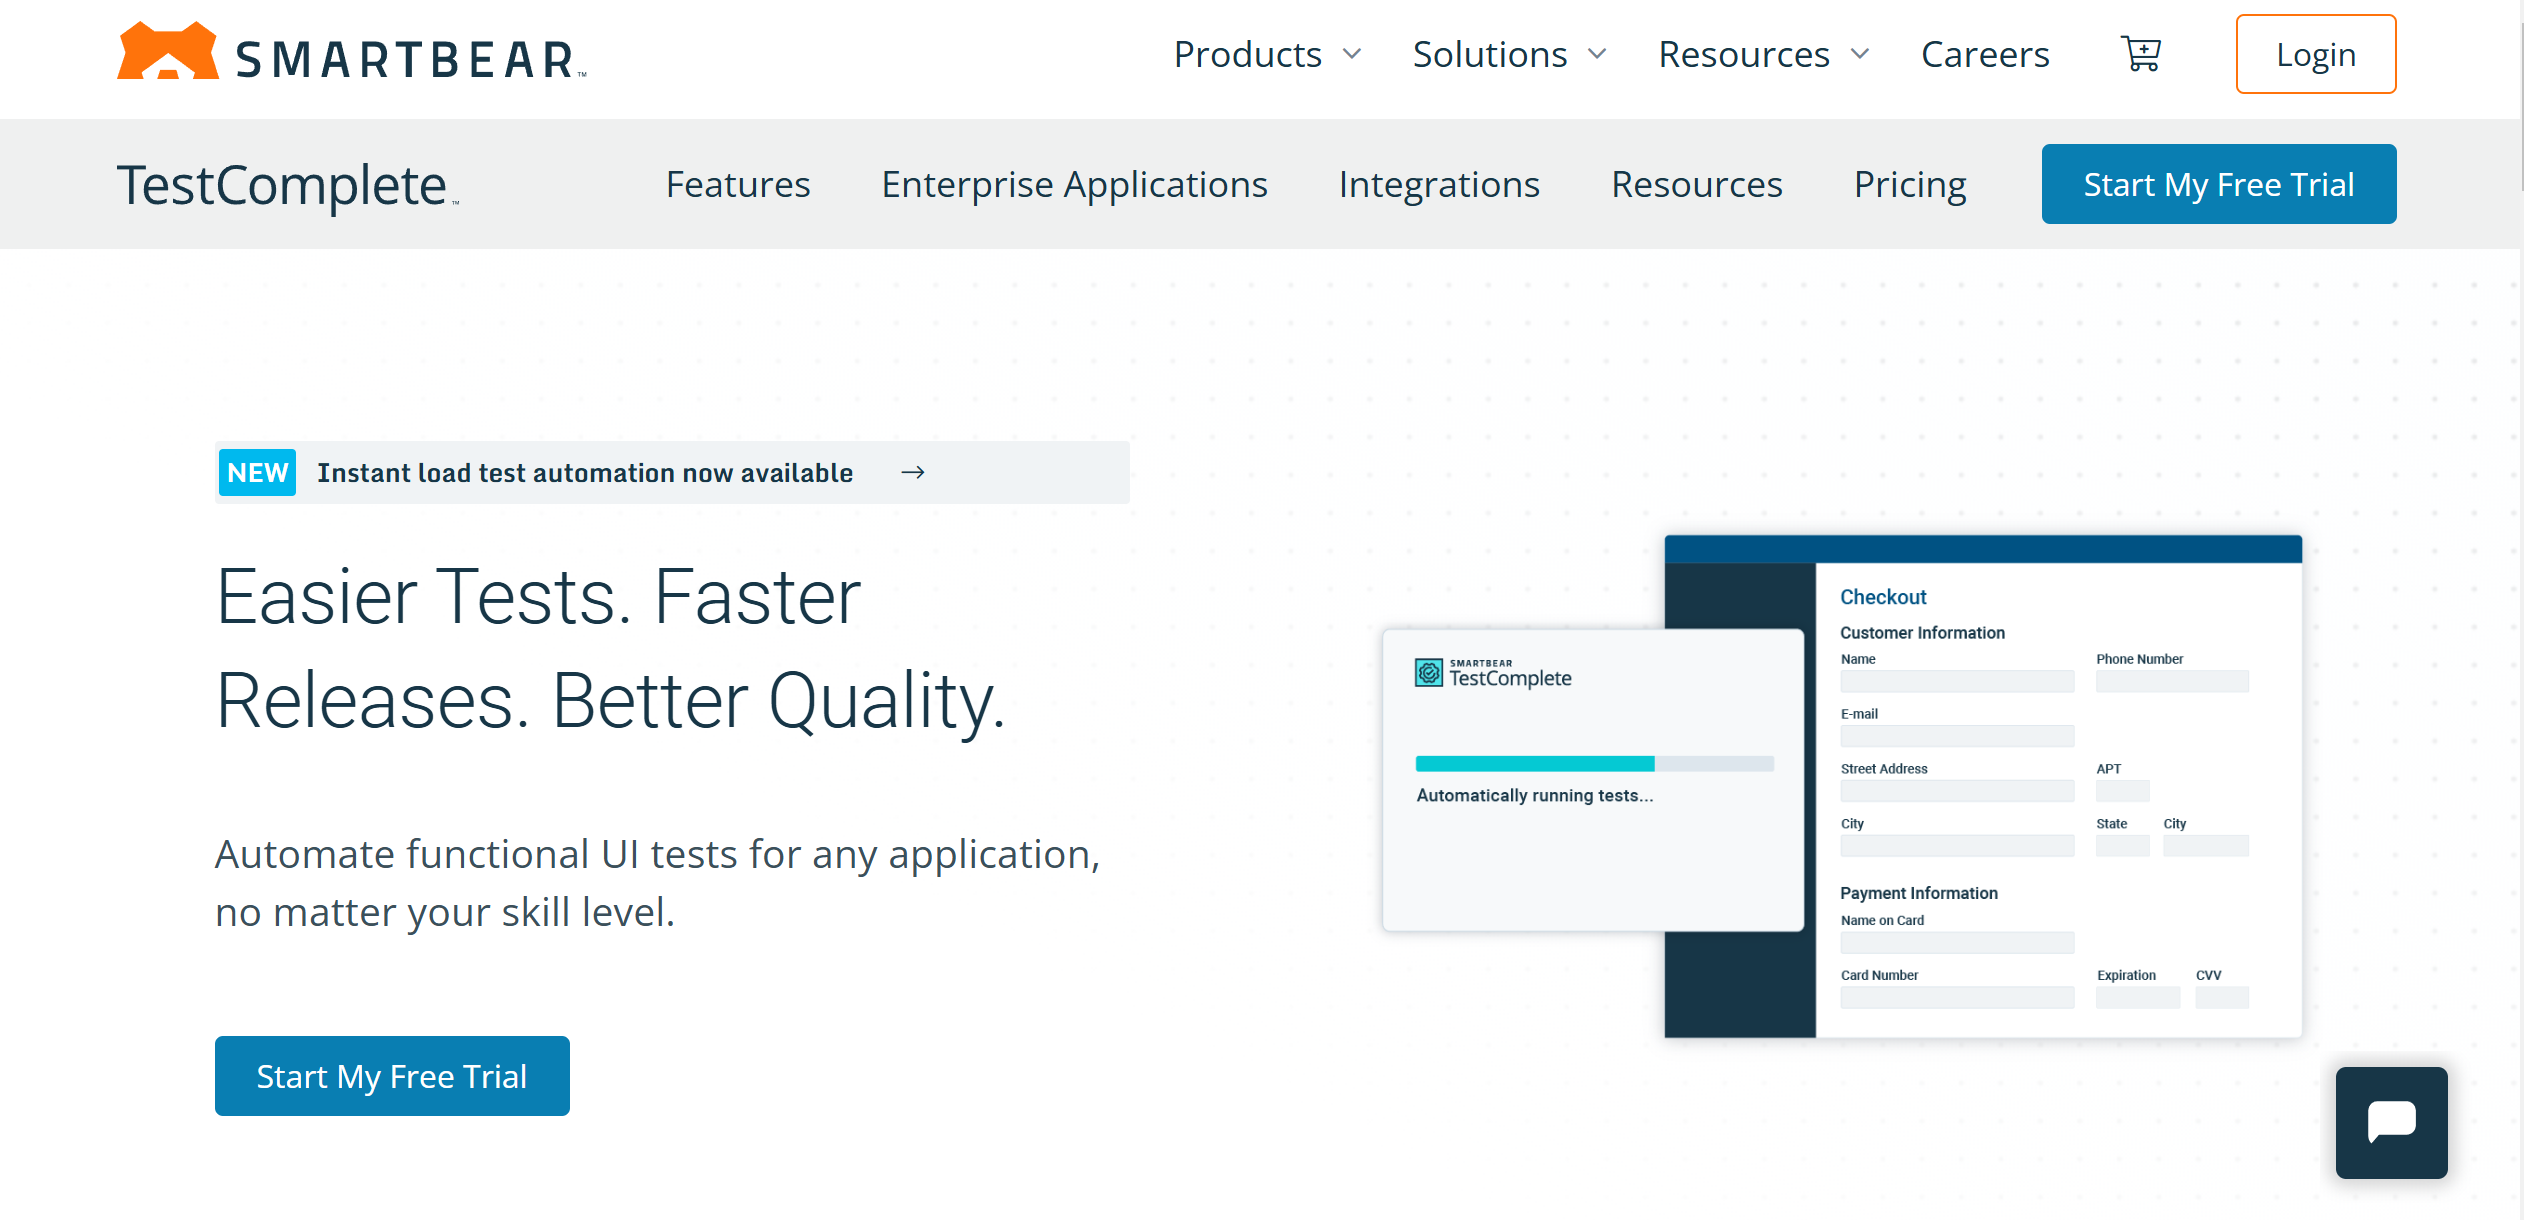 SMARTBEAR™
Products Solutions Resources Careers Login
TestComplete™
Features Enterprise Applications Integrations Resources Pricing Start My Free Trial
NEW Instant load test automation now available →
Easier Tests. Faster
Releases. Better Quality.
Automate functional UI tests for any application,
no matter your skill level.
Start My Free Trial
SMARTBEAR
TestComplete
Automatically running tests...
Checkout
Customer Information
Name Phone Number
E-mail
Street Address APT
City State City
Payment Information
Name on Card
Card Number Expiration CVV